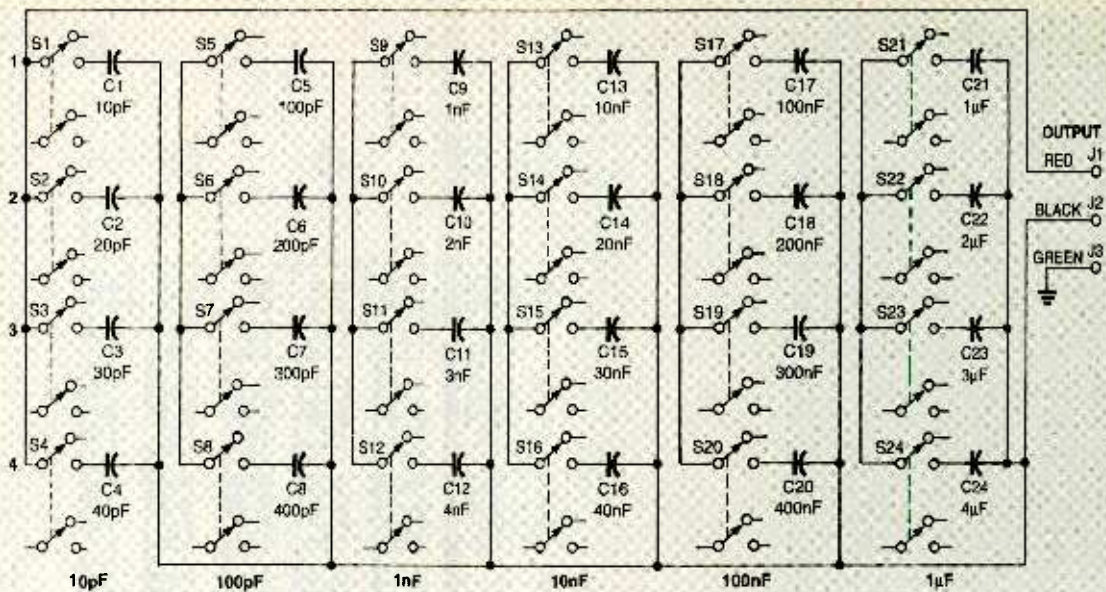 S1 S5 S9 S13 S17 S21
1
C1 C5 C9 C13 C17 C21
10pF 100pF 1nF 10nF 100nF 1µF
OUTPUT
RED J1
S2 S6 S10 S14 S18 S22
2
C2 C6 C10 C14 C18 C22
20pF 200pF 2nF 20nF 200nF 2µF
BLACK J2
GREEN J3
S3 S7 S11 S15 S19 S23
3
C3 C7 C11 C15 C19 C23
30pF 300pF 3nF 30nF 300nF 3µF
S4 S8 S12 S16 S20 S24
4
C4 C8 C12 C16 C20 C24
40pF 400pF 4nF 40nF 400nF 4µF
10pF 100pF 1nF 10nF 100nF 1µF